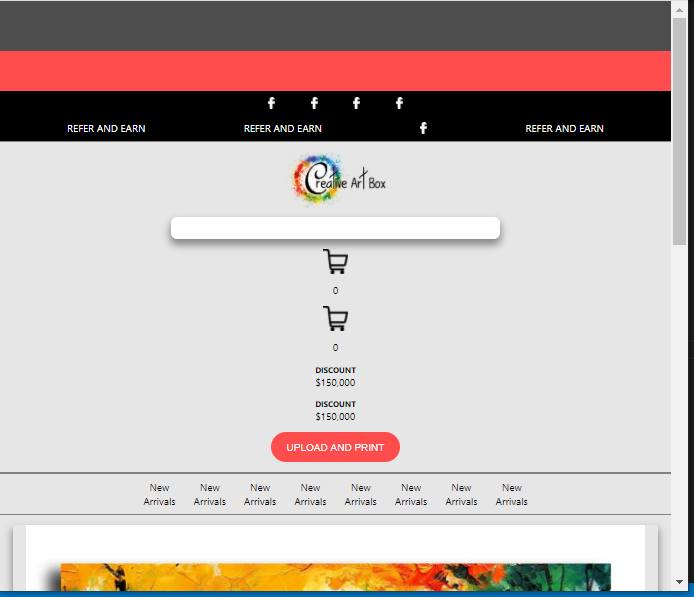 REFER AND EARN REFER AND EARN REFER AND EARN
Creative Art Box
0
0
DISCOUNT
$150,000
DISCOUNT
$150,000
UPLOAD AND PRINT
New New New New New New New New
Arrivals Arrivals Arrivals Arrivals Arrivals Arrivals Arrivals Arrivals